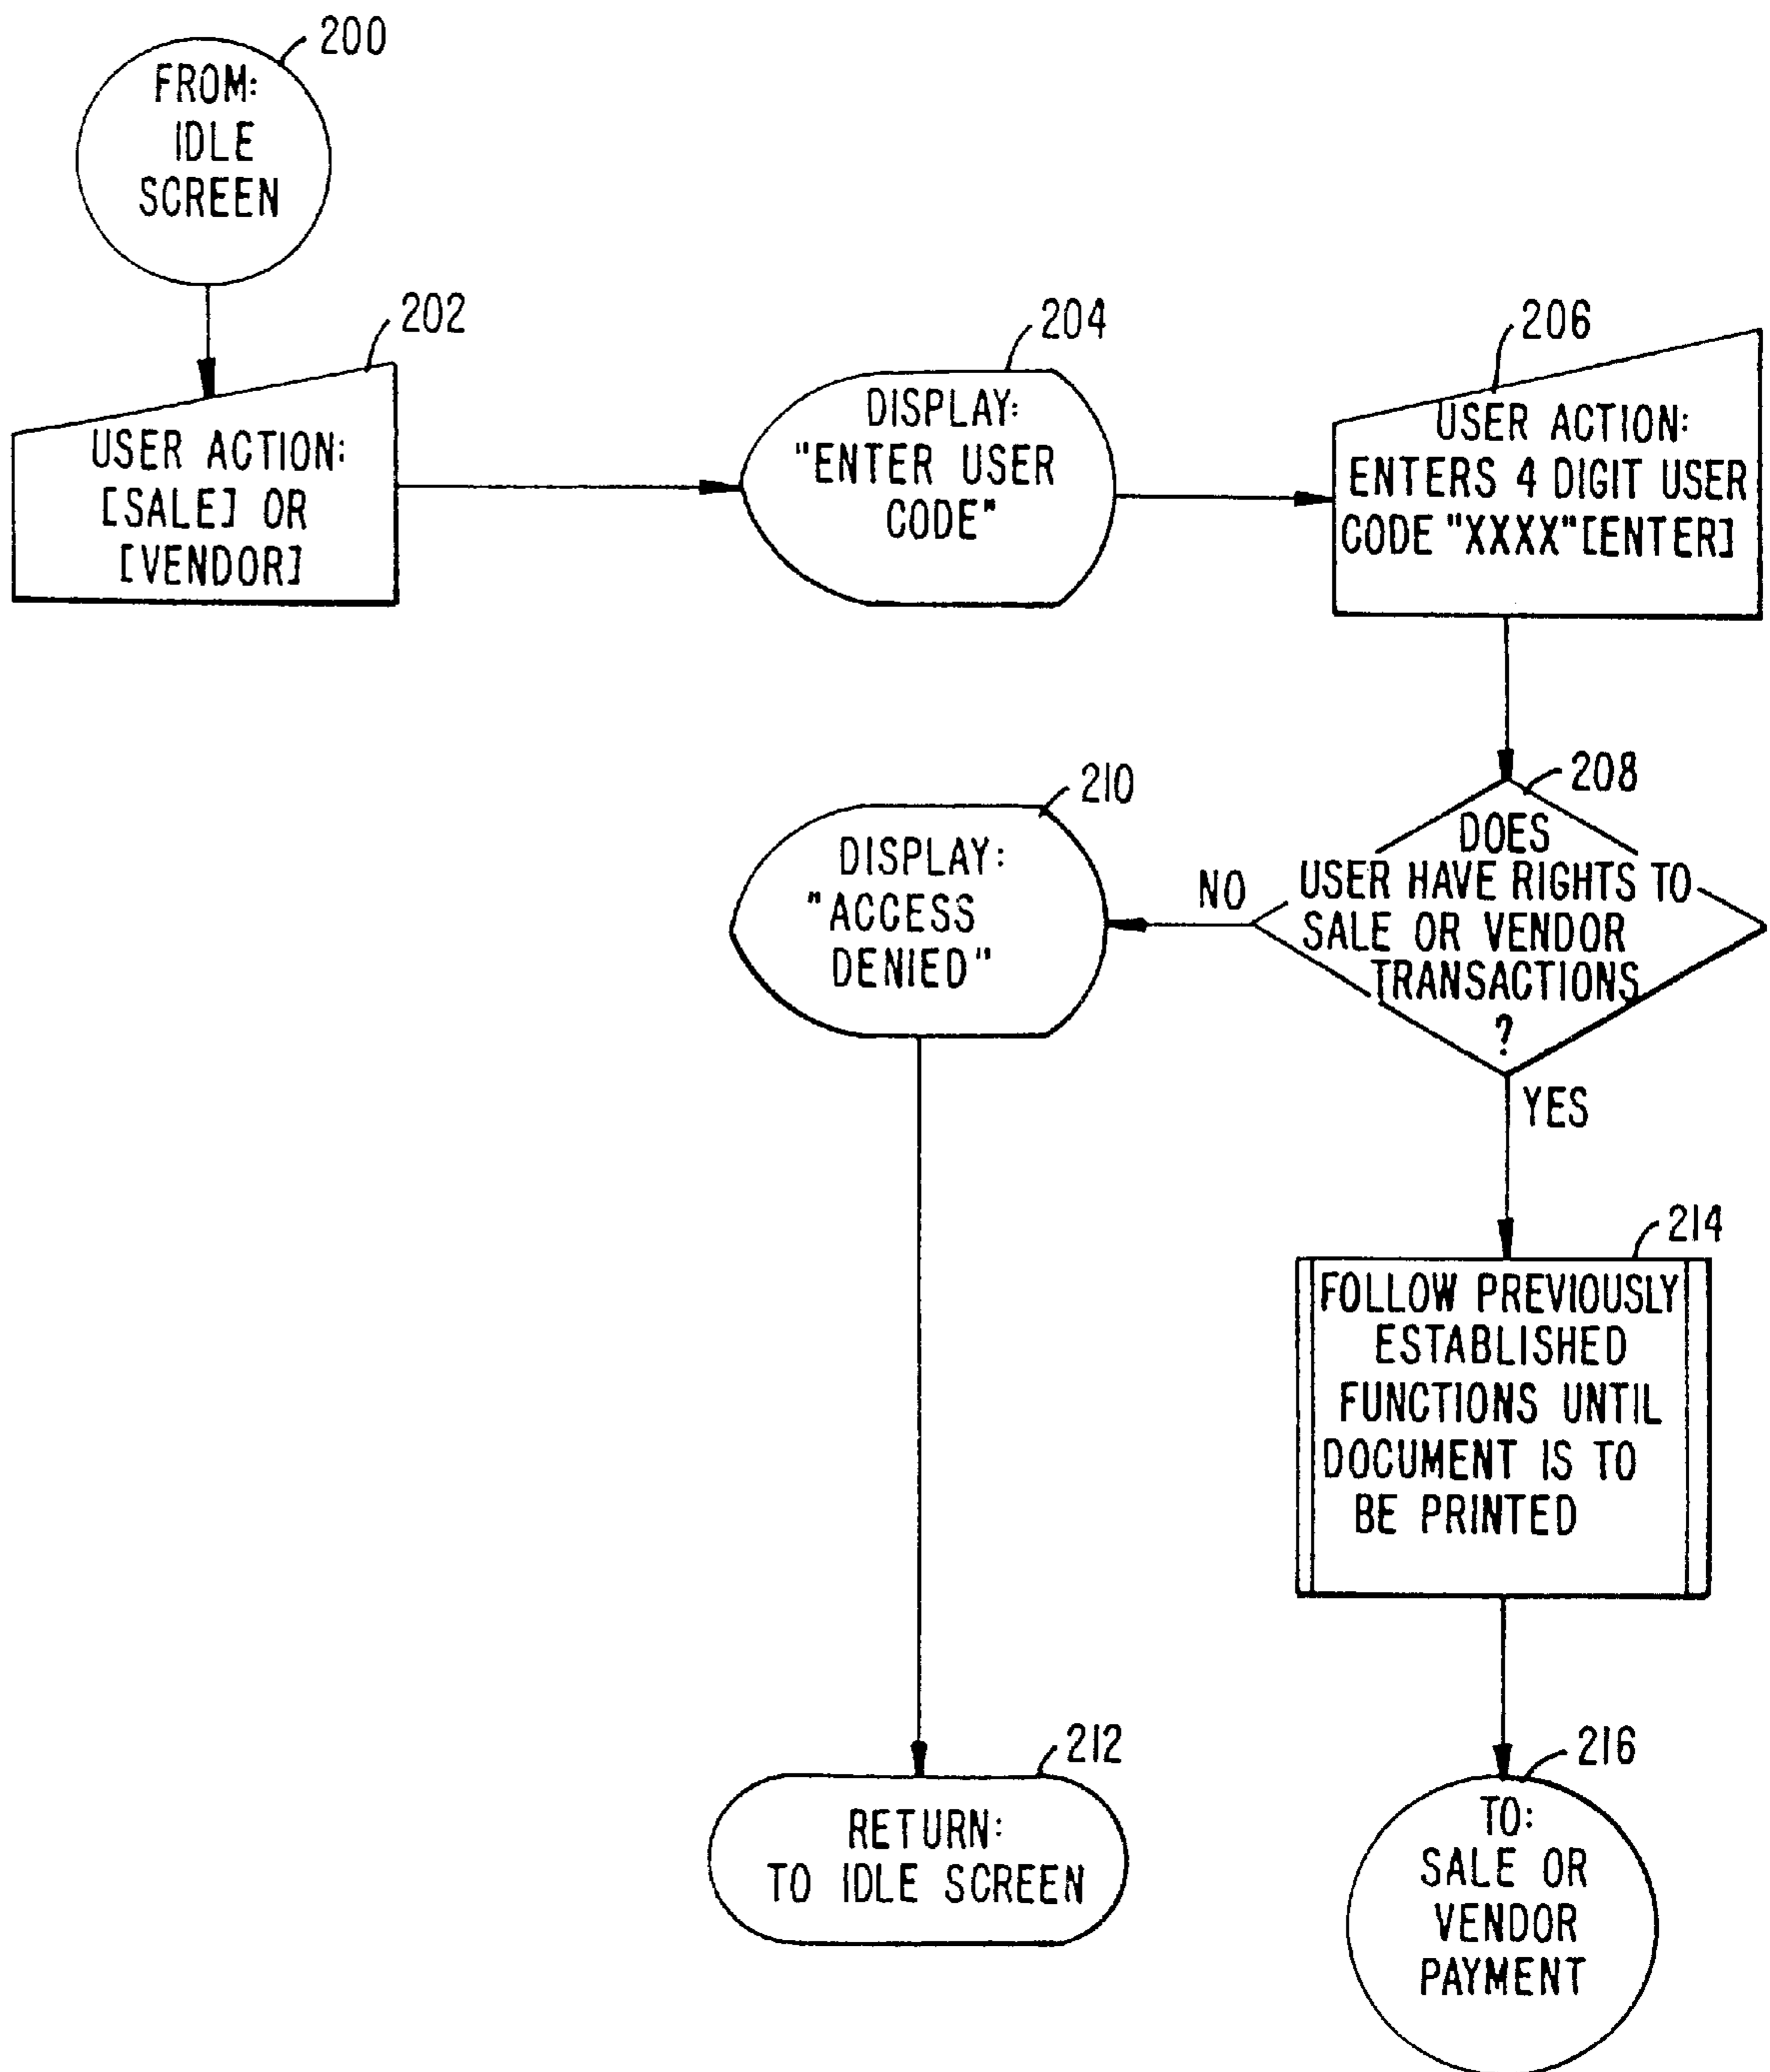 200
FROM:
IDLE
SCREEN
202
USER ACTION:
[SALE] OR
[VENDOR]
204
DISPLAY:
"ENTER USER
CODE"
206
USER ACTION:
ENTERS 4 DIGIT USER
CODE "XXXX"[ENTER]
208
DOES
USER HAVE RIGHTS TO
SALE OR VENDOR
TRANSACTIONS
?
NO
YES
210
DISPLAY:
"ACCESS
DENIED"
212
RETURN:
TO IDLE SCREEN
214
FOLLOW PREVIOUSLY
ESTABLISHED
FUNCTIONS UNTIL
DOCUMENT IS TO
BE PRINTED
216
TO:
SALE OR
VENDOR
PAYMENT